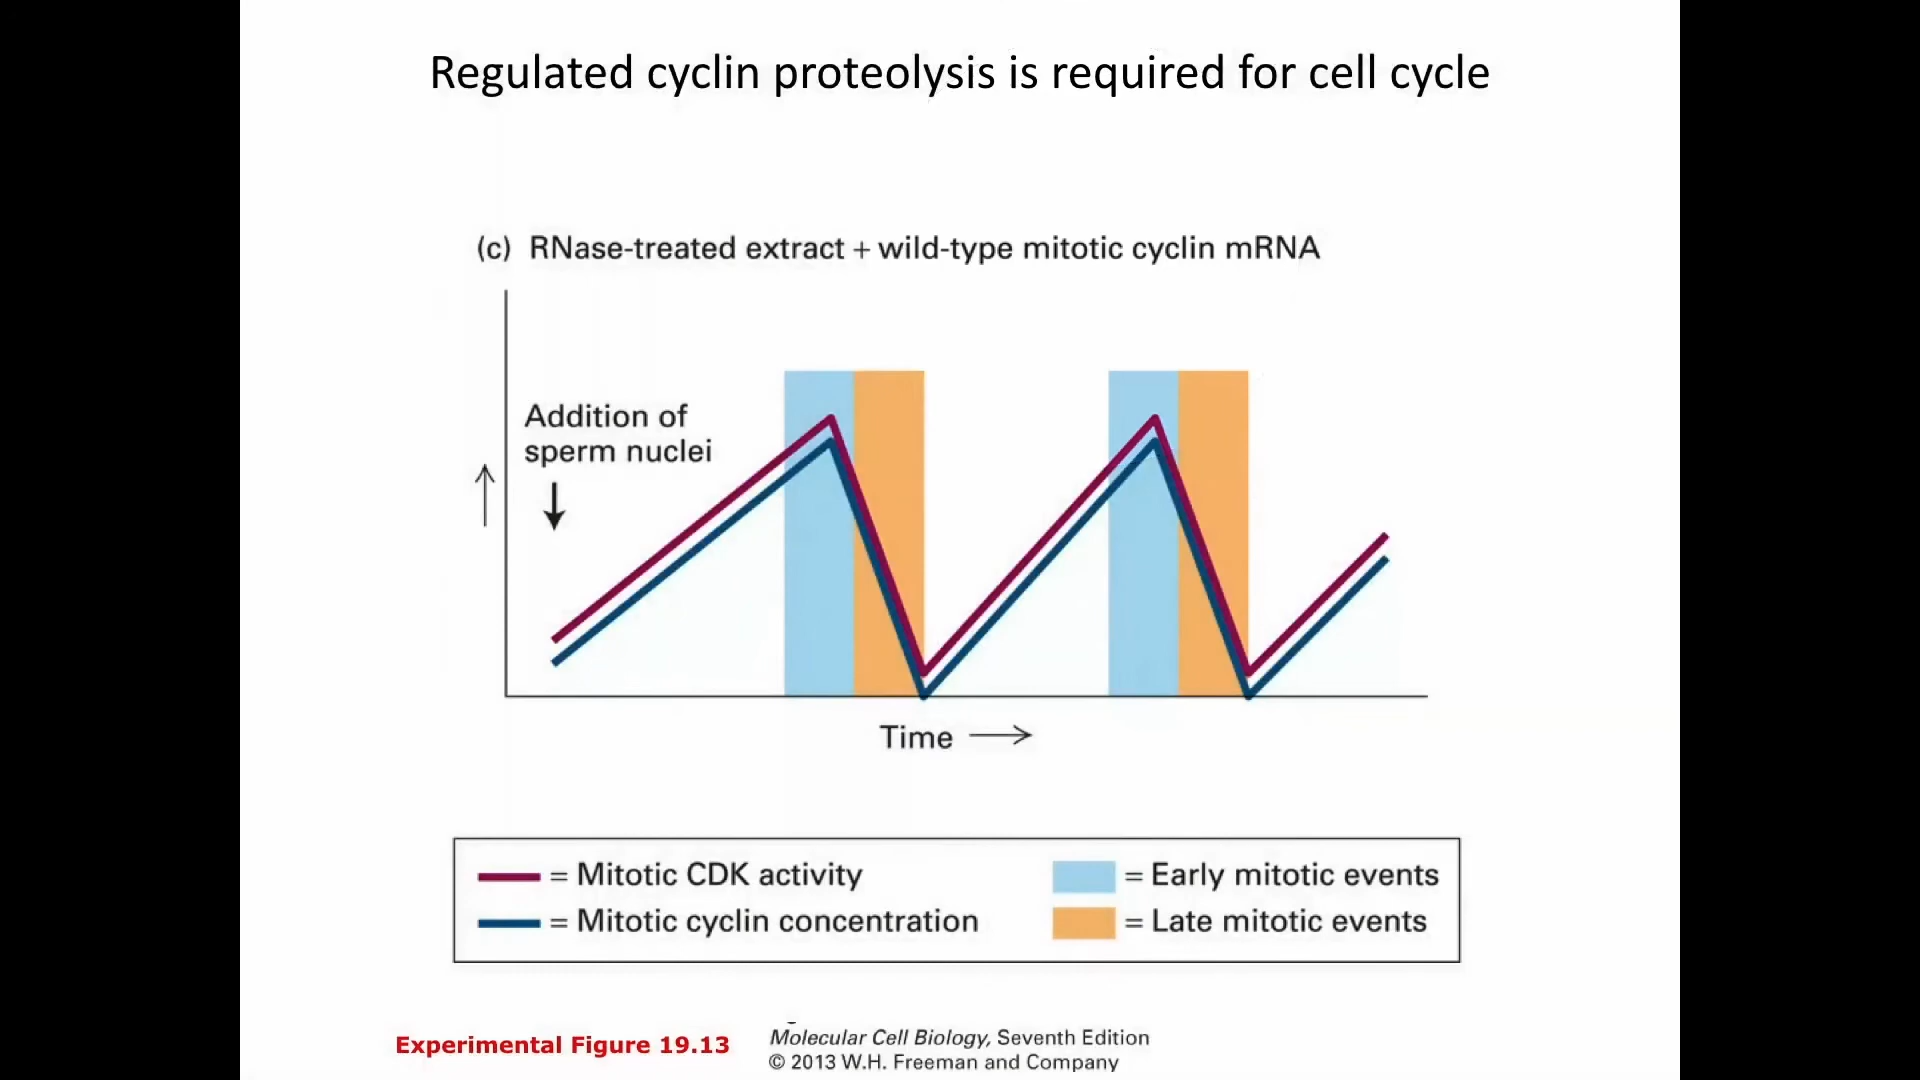 Regulated cyclin proteolysis is required for cell cycle
(c) RNase-treated extract + wild-type mitotic cyclin mRNA
Addition of
sperm nuclei
Time
= Mitotic CDK activity
= Early mitotic events
= Mitotic cyclin concentration
= Late mitotic events
Experimental Figure 19.13
Molecular Cell Biology, Seventh Edition
© 2013 W.H. Freeman and Company